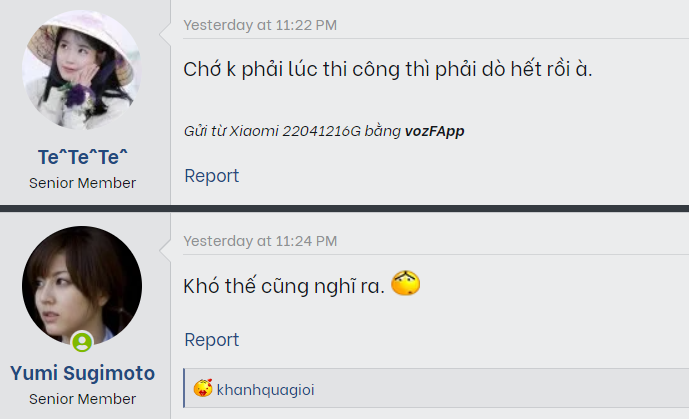 Yesterday at 11:22 PM
Chớ k phải lúc thi công thì phải dò hết rồi à.
Gửi từ Xiaomi 22041216G bằng vozFApp
Te^Te^Te^
Senior Member
Report
Yesterday at 11:24 PM
Khó thế cũng nghĩ ra.
Report
Yumi Sugimoto
Senior Member
khanhquagioi